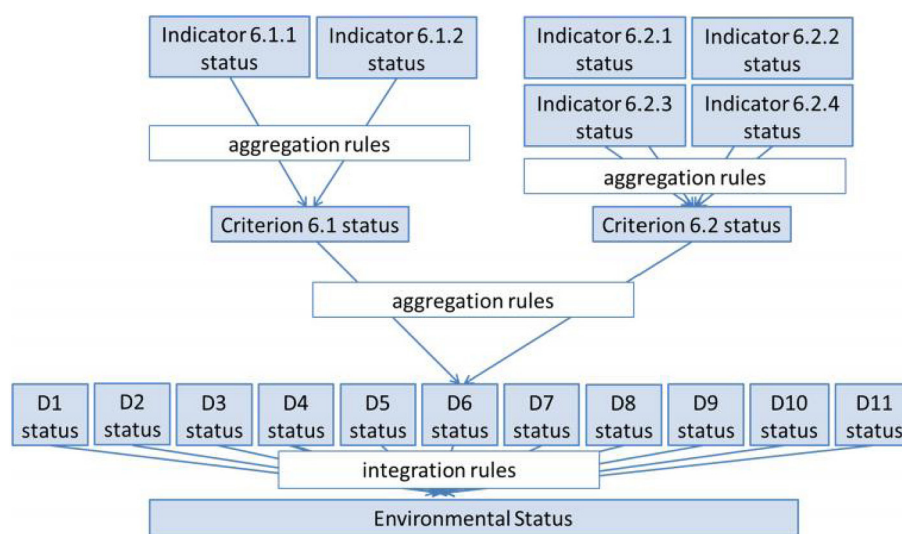 Indicator 6.1.1
status
Indicator 6.1.2
status
Indicator 6.2.1
status
Indicator 6.2.2
status
Indicator 6.2.3
status
Indicator 6.2.4
status
aggregation rules
aggregation rules
Criterion 6.1 status
Criterion 6.2 status
aggregation rules
D1
status
D2
status
D3
status
D4
status
D5
status
D6
status
D7
status
D8
status
D9
status
D10
status
D11
status
integration rules
Environmental Status